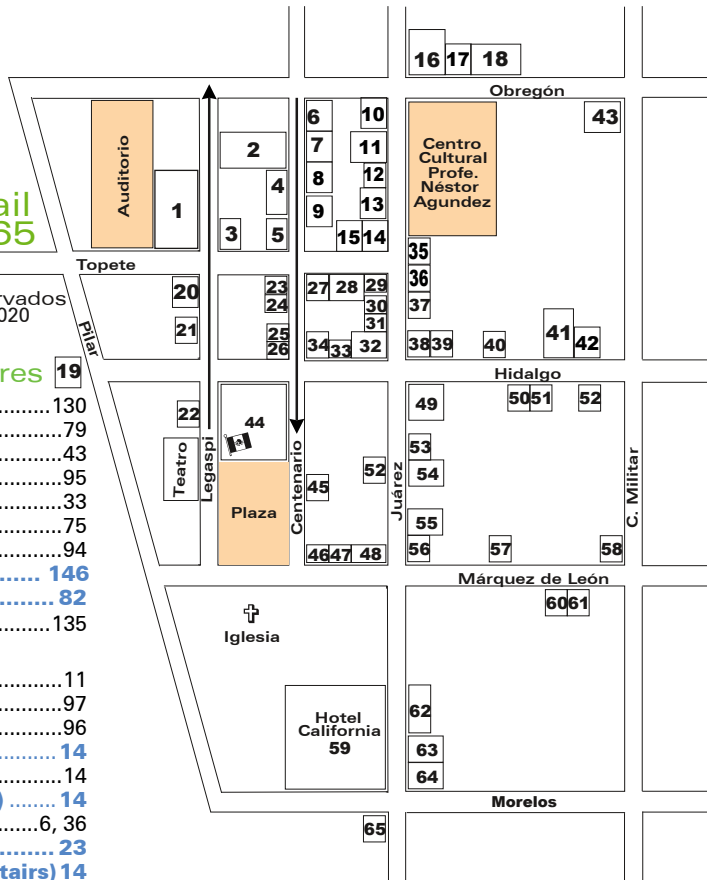 16 17 18
Obregón
6 10 43
7 11
2
Centro
Cultural
Profe.
Néstor
Agundez
Auditorio
8 12
4
9 13
1
3 5 15 14
ail
65
Topete
35
36
37
20 23 27 28 29
24 30
21 25 31
26 34 33 32
38 39 40 41 42
rvados
020
Pilar
res 19
Hidalgo
22 44
49 50 51 52
Teatro
Legaspi
Centenario
Plaza
Juárez
C. Militar
52
45
53
54
55
46 47 48 56 57 58
Márquez de León
60 61
Iglesia
Hotel
California
59
62
63
64
Morelos
65
..........130
..........79
..........43
..........95
..........33
..........75
..........94
....... 146
......... 82
..........135
..........11
..........97
..........96
......... 14
..........14
) ........ 14
.......6, 36
......... 23
tairs) 14